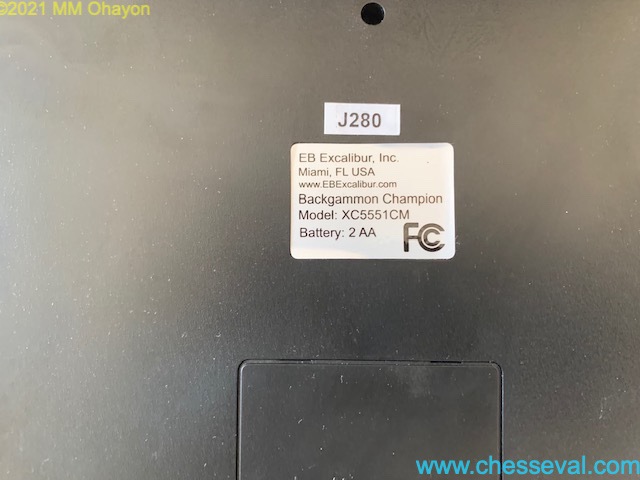 ©2021 MM Ohayon
J280
EB Excalibur, Inc.
Miami, FL USA
www.EBExcalibur.com
Backgammon Champion
Model: XC5551CM
Battery: 2 AA
FC
www.chesseval.com